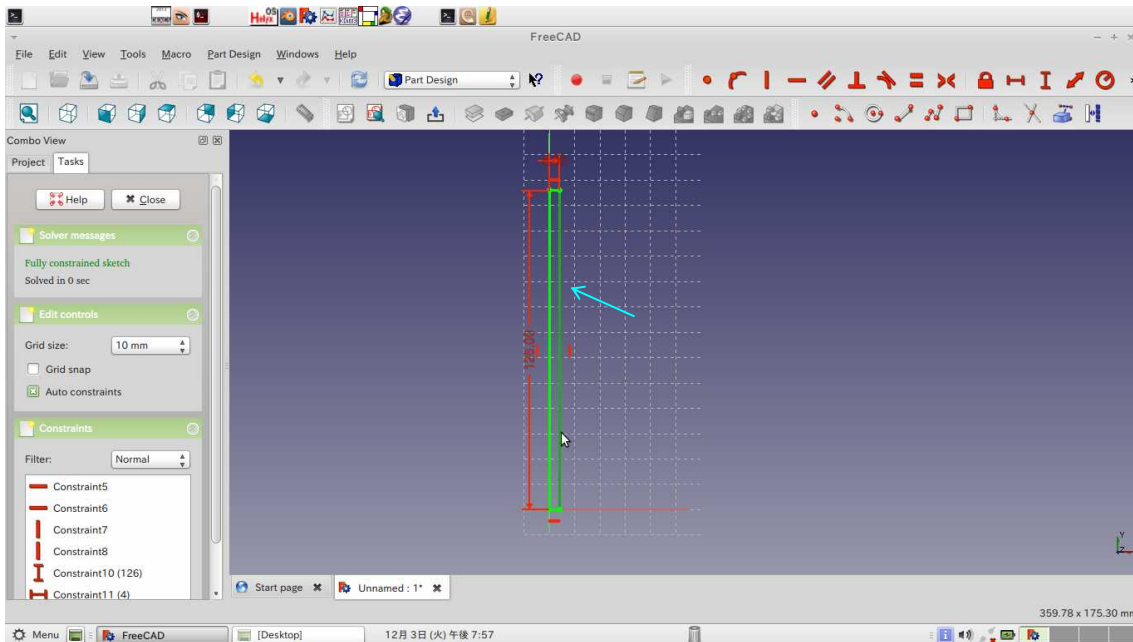 FreeCAD
File Edit View Tools Macro Part Design Windows Help
Part Design
Combo View
Project Tasks
Help Close
Solver messages
Fully constrained sketch
Solved in 0 sec
Edit controls
Grid size: 10 mm
Grid snap
Auto constraints
Constraints
Filter: Normal
Constraint5
Constraint6
Constraint7
Constraint8
Constraint10 (126)
Constraint11 (4)
126.00
Y
Z
Start page Unnamed : 1*
359.78 x 175.30 mm
Menu FreeCAD [Desktop] 12月 3日 (火) 午後 7:57